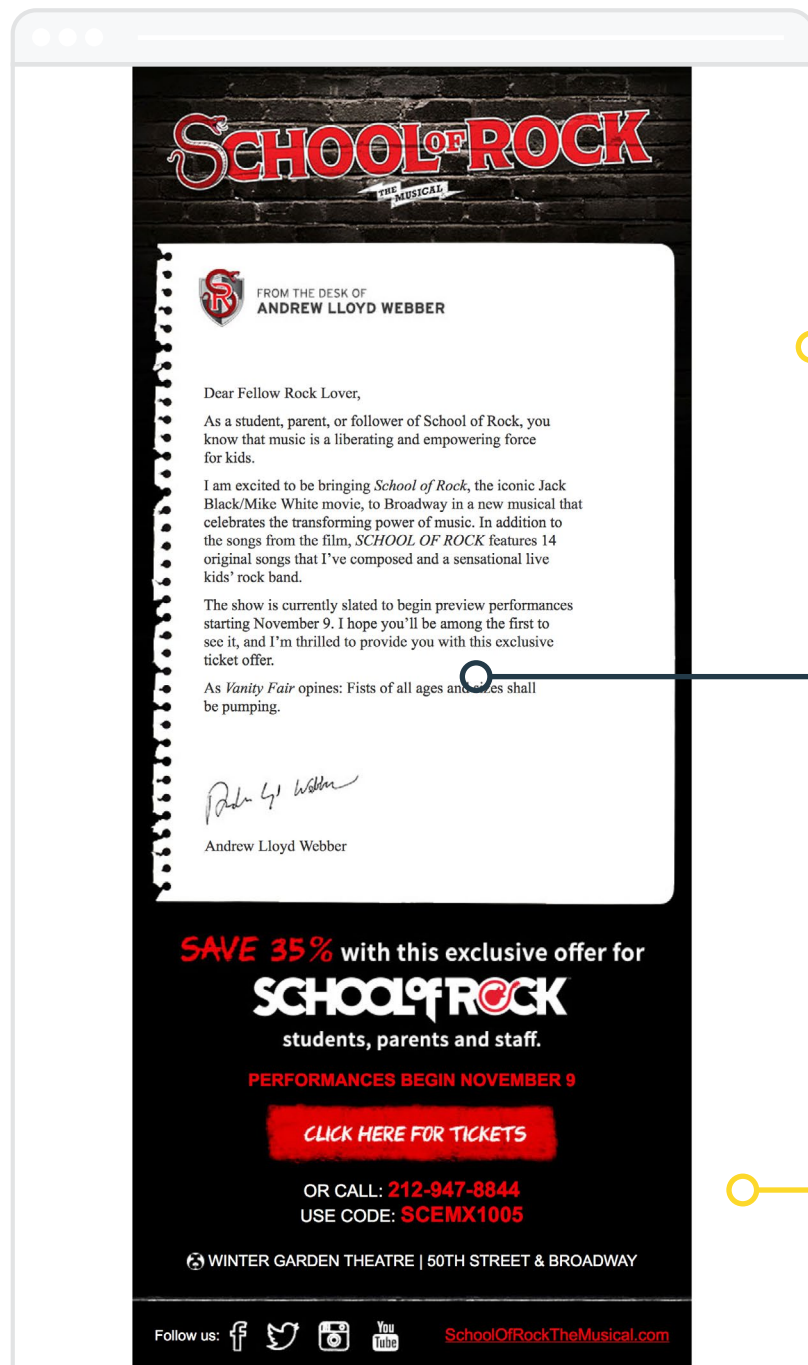 SCHOOL OF ROCK
THE MUSICAL
SR
FROM THE DESK OF
ANDREW LLOYD WEBBER
Dear Fellow Rock Lover,
As a student, parent, or follower of School of Rock, you
know that music is a liberating and empowering force
for kids.
I am excited to be bringing School of Rock, the iconic Jack
Black/Mike White movie, to Broadway in a new musical that
celebrates the transforming power of music. In addition to
the songs from the film, SCHOOL OF ROCK features 14
original songs that I've composed and a sensational live
kids' rock band.
The show is currently slated to begin preview performances
starting November 9. I hope you'll be among the first to
see it, and I'm thrilled to provide you with this exclusive
ticket offer.
As Vanity Fair opines: Fists of all ages and sizes shall
be pumping.
Andrew Lloyd Webber
SAVE 35% with this exclusive offer for
SCHOOL of ROCK
students, parents and staff.
PERFORMANCES BEGIN NOVEMBER 9
CLICK HERE FOR TICKETS
OR CALL: 212-947-8844
USE CODE: SCEMX1005
WINTER GARDEN THEATRE | 50TH STREET & BROADWAY
Follow us: f You Tube SchoolOfRockTheMusical.com